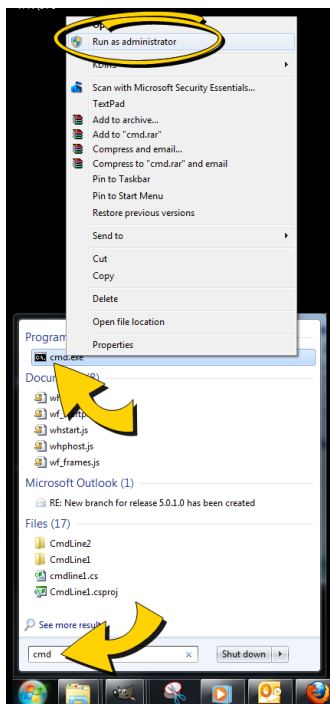 Run as administrator
Scan with Microsoft Security Essentials...
TextPad
Add to archive...
Add to "cmd.rar"
Compress and email...
Compress to "cmd.rar" and email
Pin to Taskbar
Pin to Start Menu
Restore previous versions
Send to
Cut
Copy
Delete
Open file location
Properties
cmd.exe
(8)
whstart.js
whphost.js
wf_frames.js
Microsoft Outlook (1)
RE: New branch for release 5.0.1.0 has been created
Files (17)
CmdLine2
CmdLine1
cmdline1.cs
CmdLine1.csproj
See more results
cmd
Shut down